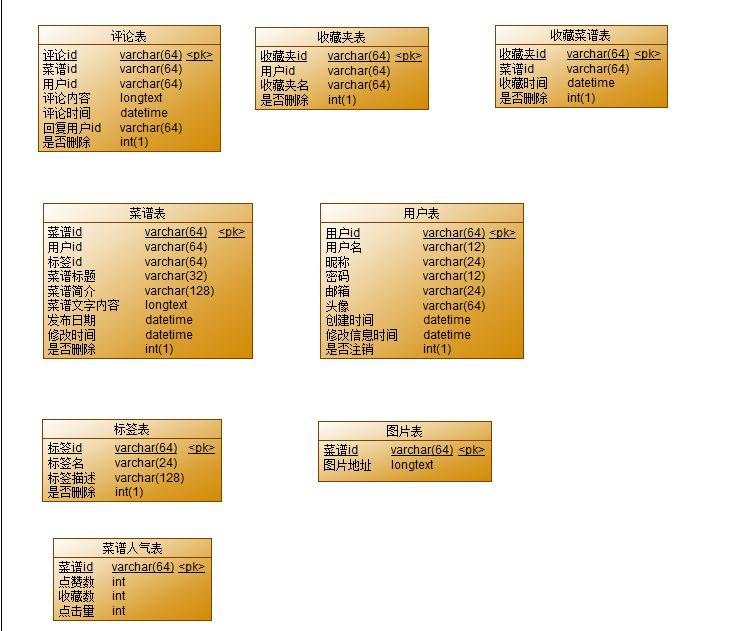 评论表
评论id varchar(64) <pk>
菜谱id varchar(64)
用户id varchar(64)
评论内容 longtext
评论时间 datetime
回复用户id varchar(64)
是否删除 int(1)
收藏夹表
收藏夹id varchar(64) <pk>
用户id varchar(64)
收藏夹名 varchar(64)
是否删除 int(1)
收藏菜谱表
收藏夹id varchar(64) <pk>
菜谱id varchar(64)
收藏时间 datetime
是否删除 int(1)
菜谱表
菜谱id varchar(64) <pk>
用户id varchar(64)
标签id varchar(64)
菜谱标题 varchar(32)
菜谱简介 varchar(128)
菜谱文字内容 longtext
发布日期 datetime
修改时间 datetime
是否删除 int(1)
用户表
用户id varchar(64) <pk>
用户名 varchar(12)
昵称 varchar(24)
密码 varchar(12)
邮箱 varchar(24)
头像 varchar(64)
创建时间 datetime
修改信息时间 datetime
是否注销 int(1)
标签表
标签id varchar(64) <pk>
标签名 varchar(24)
标签描述 varchar(128)
是否删除 int(1)
图片表
菜谱id varchar(64) <pk>
图片地址 longtext
菜谱人气表
菜谱id varchar(64) <pk>
点赞数 int
收藏数 int
点击量 int